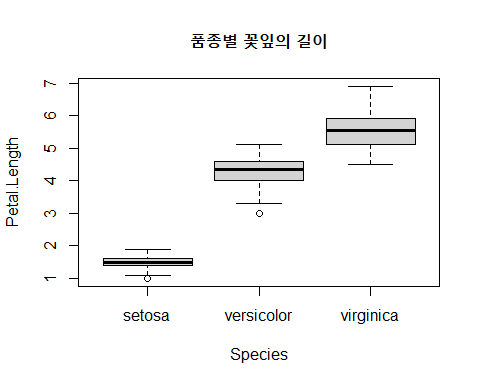 품종별 꽃잎의 길이
Petal.Length
7
6
5
4
3
2
1
setosa versicolor virginica
Species